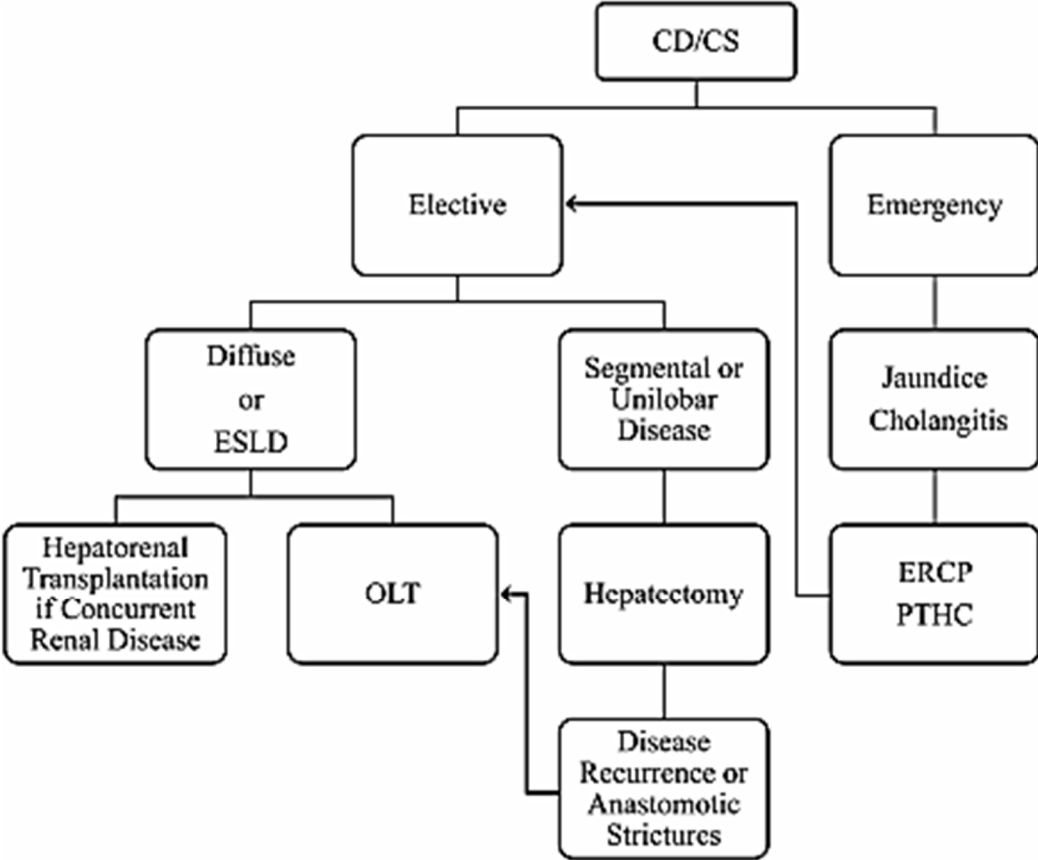 CD/CS
Elective
Emergency
Diffuse
or
ESLD
Segmental or
Unilobar
Disease
Jaundice
Cholangitis
Hepatorenal
Transplantation
if Concurrent
Renal Disease
OLT
Hepatectomy
ERCP
PTHC
Disease
Recurrence or
Anastomotic
Strictures